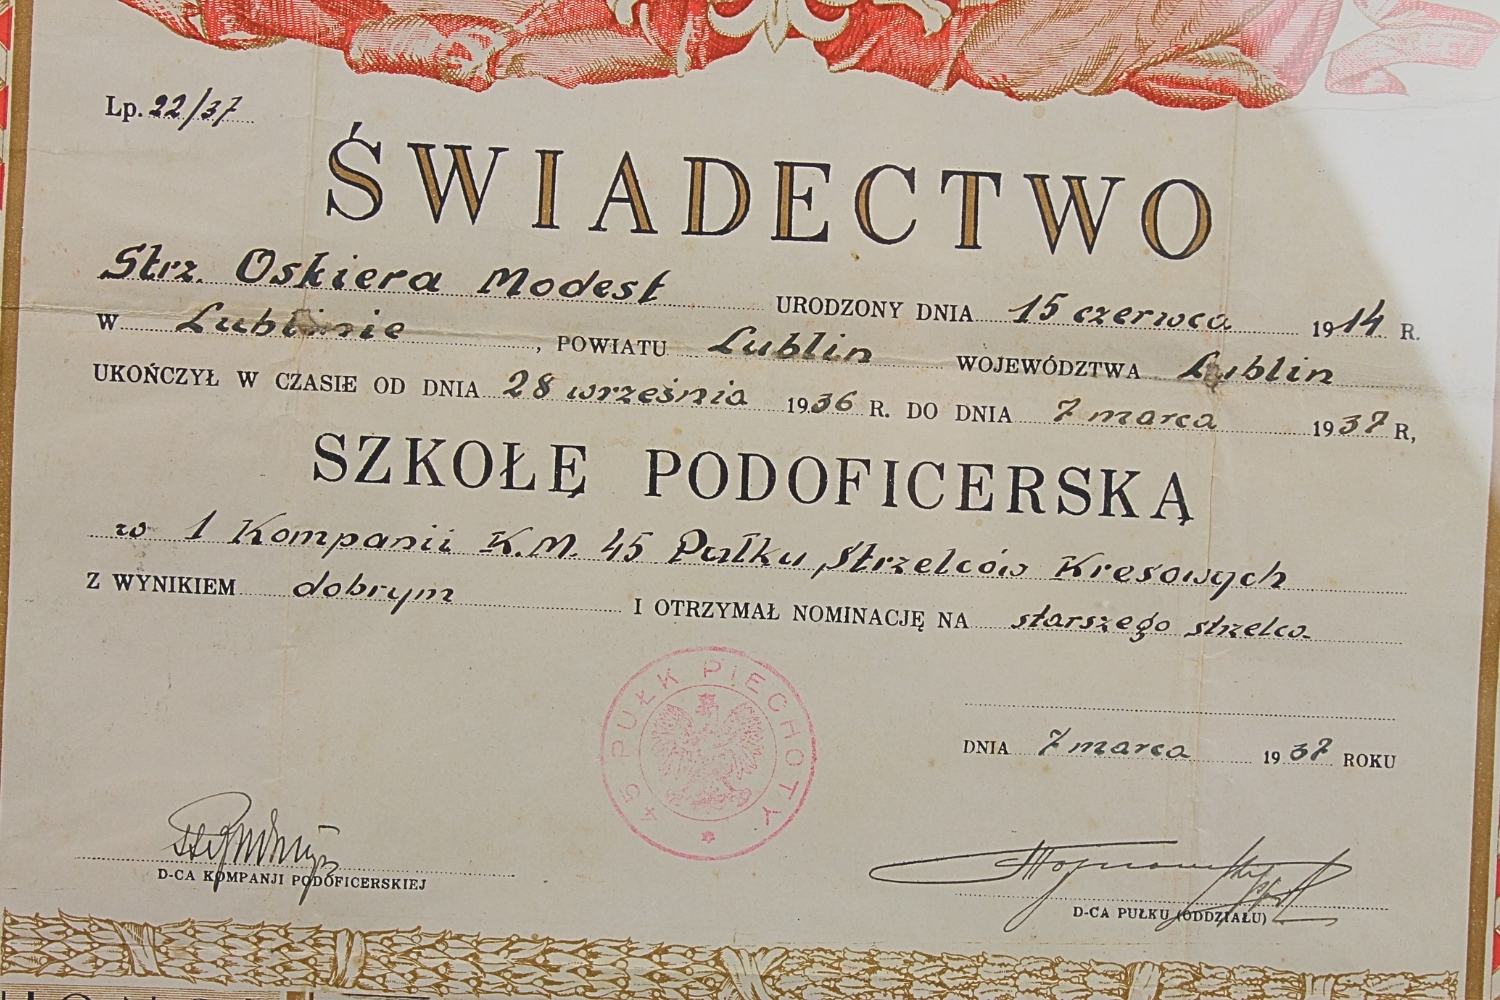 Lp. 22/37
ŚWIADECTWO
Strz. Oskiera Modest URODZONY DNIA 15 czerwca 1914 R.
W Lublinie, POWIATU Lublin WOJEWÓDZTWA Lublin
UKOŃCZYŁ W CZASIE OD DNIA 28 września 1936 R. DO DNIA 7 marca 1937 R,
SZKOŁĘ PODOFICERSKĄ
w 1 Kompanii K.M. 45 Pułku Strzelców Kresowych
Z WYNIKIEM dobrym I OTRZYMAŁ NOMINACJĘ NA starszego strzelca
45 PUŁK PIECHOTY
DNIA 7 marca 1937 ROKU
D-CA KOMPANJI PODOFICERSKIEJ
D-CA PUŁKU (ODDZIAŁU)